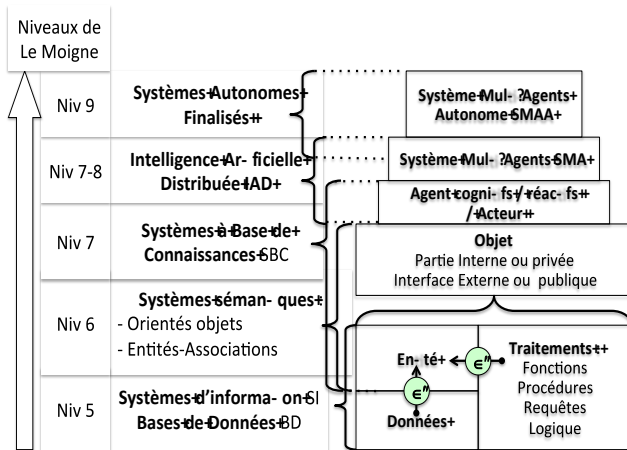 Niveaux de
Le Moigne
Niv 9
Systèmes+Autonomes+
Finalisés++
Niv 7-8
Intelligence+Ar- ficielle+
Distribuée+IAD+
Niv 7
Systèmes+à+Base+de+
Connaissances+SBC
Niv 6
Systèmes+séman- ques+:
- Orientés objets
- Entités-Associations
Niv 5
Systèmes+d'informa- on+SI
Bases+de+Données+BD
Système+Mul- ?Agents+
Autonome+SMAA+
Système+Mul- ?Agents+SMA+
Agent+cogni- fs+/+réac- fs+
/+Acteur++
Objet
Partie Interne ou privée
Interface Externe ou publique
En- té+
∈"
∈"
Données+
Traitements+:+
Fonctions
Procédures
Requêtes
Logique